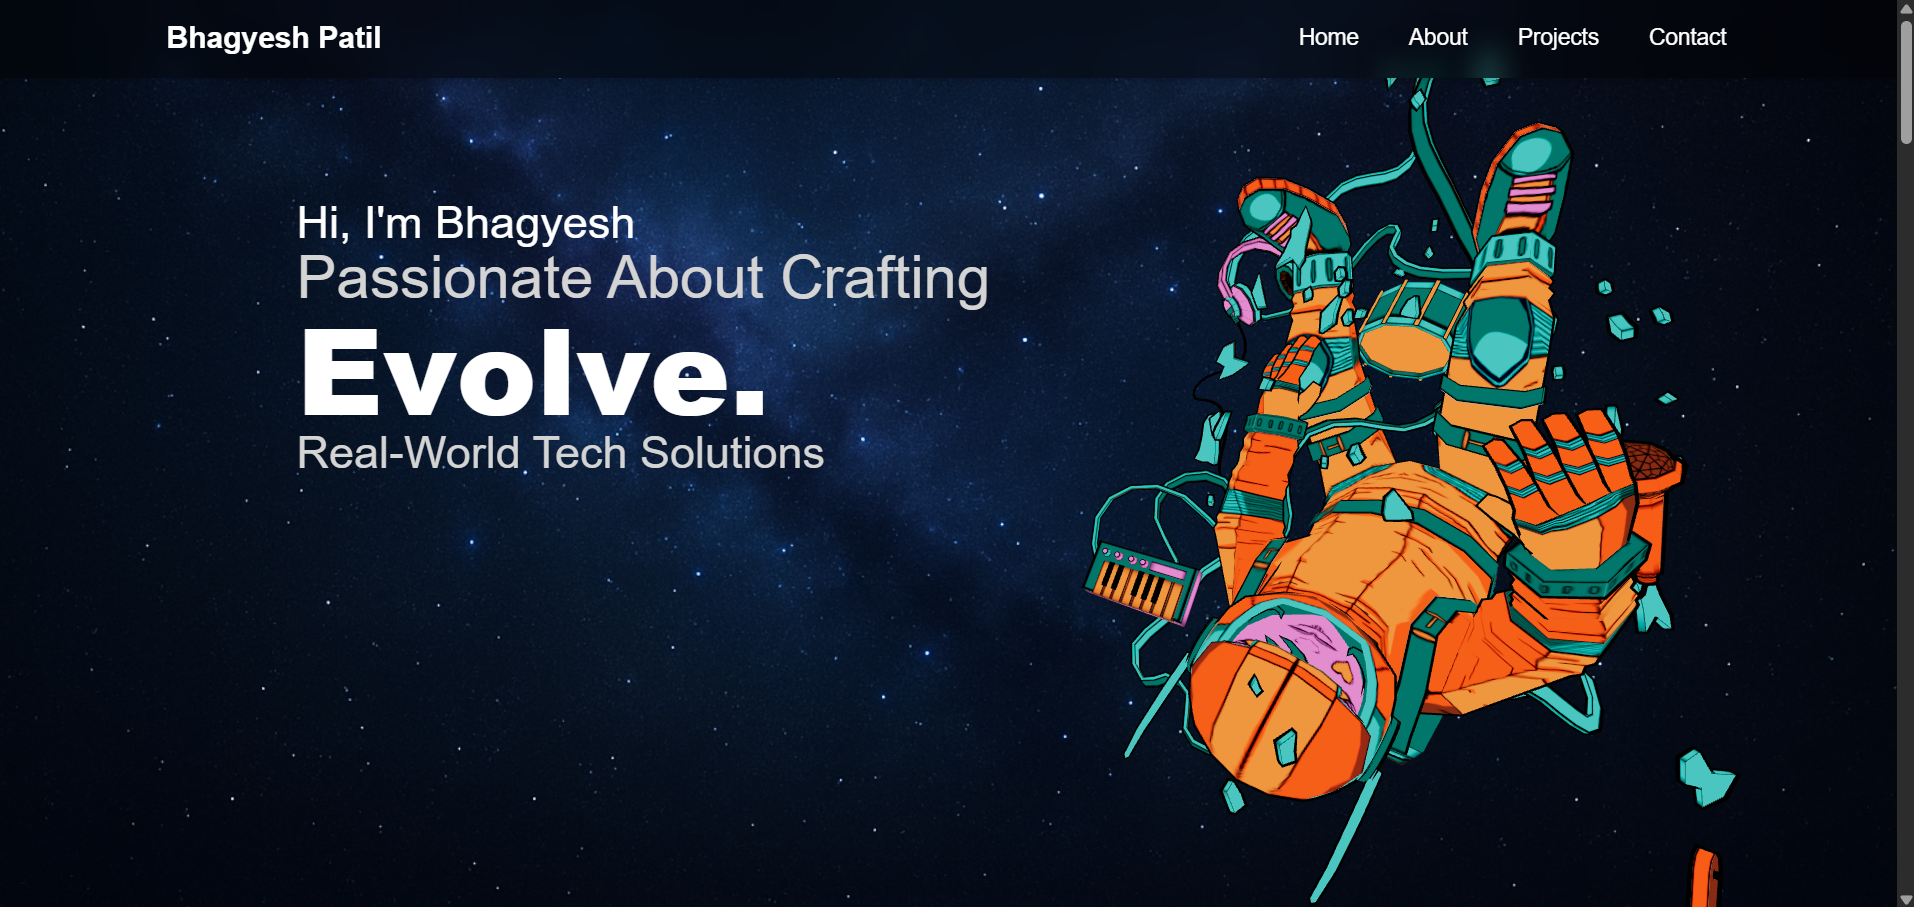 Bhagyesh Patil
Home About Projects Contact
Hi, I'm Bhagyesh
Passionate About Crafting
Evolve.
Real-World Tech Solutions